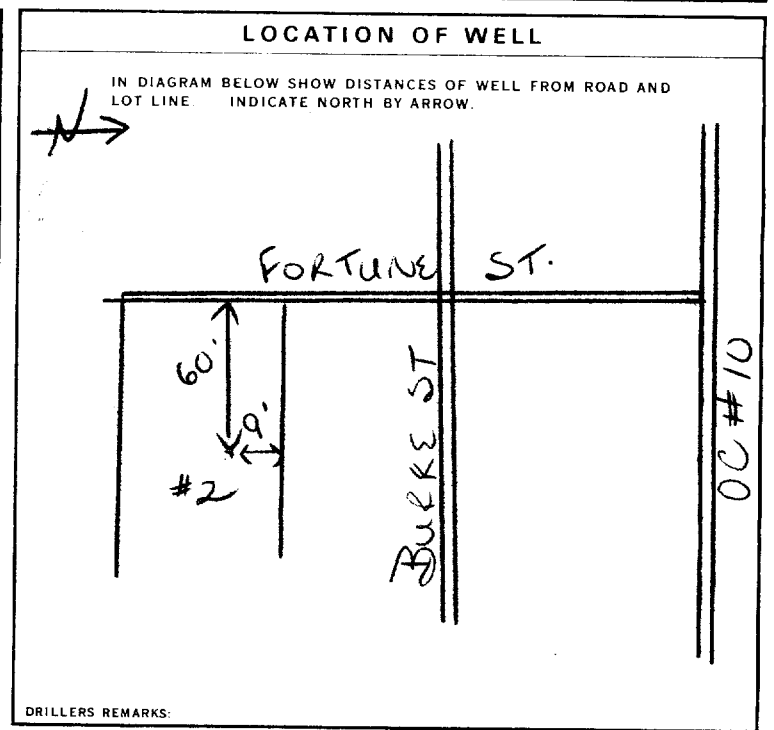 LOCATION OF WELL
IN DIAGRAM BELOW SHOW DISTANCES OF WELL FROM ROAD AND
LOT LINE. INDICATE NORTH BY ARROW.
N
FORTUNE ST.
60'
9'
#2
BURKE ST
OC #10
DRILLERS REMARKS: